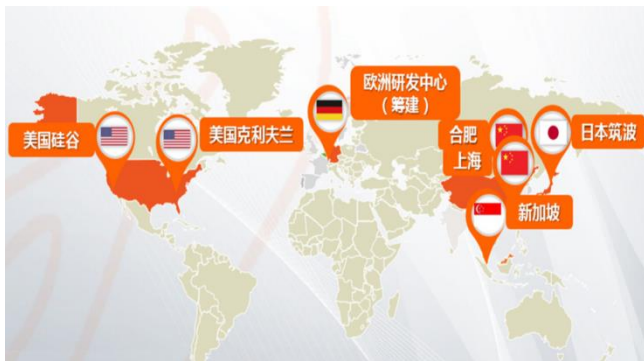 欧洲研发中心
（筹建）
美国硅谷
美国克利夫兰
合肥
上海
日本筑波
新加坡